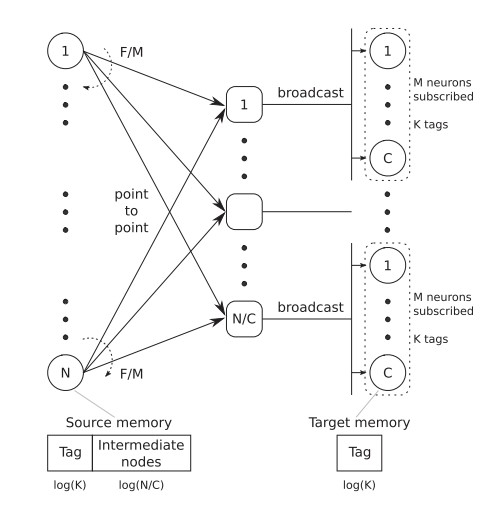 1
F/M
1
broadcast
1
M neurons
subscribed
K tags
C
point
to
point
N/C
broadcast
1
M neurons
subscribed
K tags
C
N
F/M
Source memory
Tag
Intermediate
nodes
log(K)
log(N/C)
Target memory
Tag
log(K)